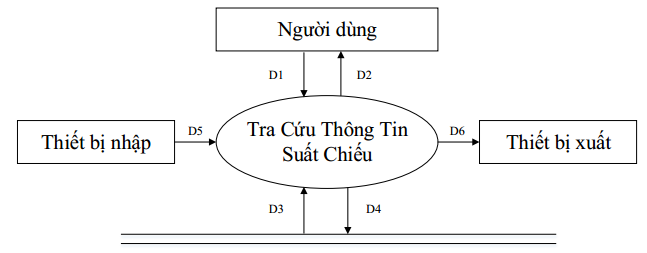 Người dùng
D1
D2
Thiết bị nhập
D5
Tra Cứu Thông Tin
Suất Chiếu
D6
Thiết bị xuất
D3
D4